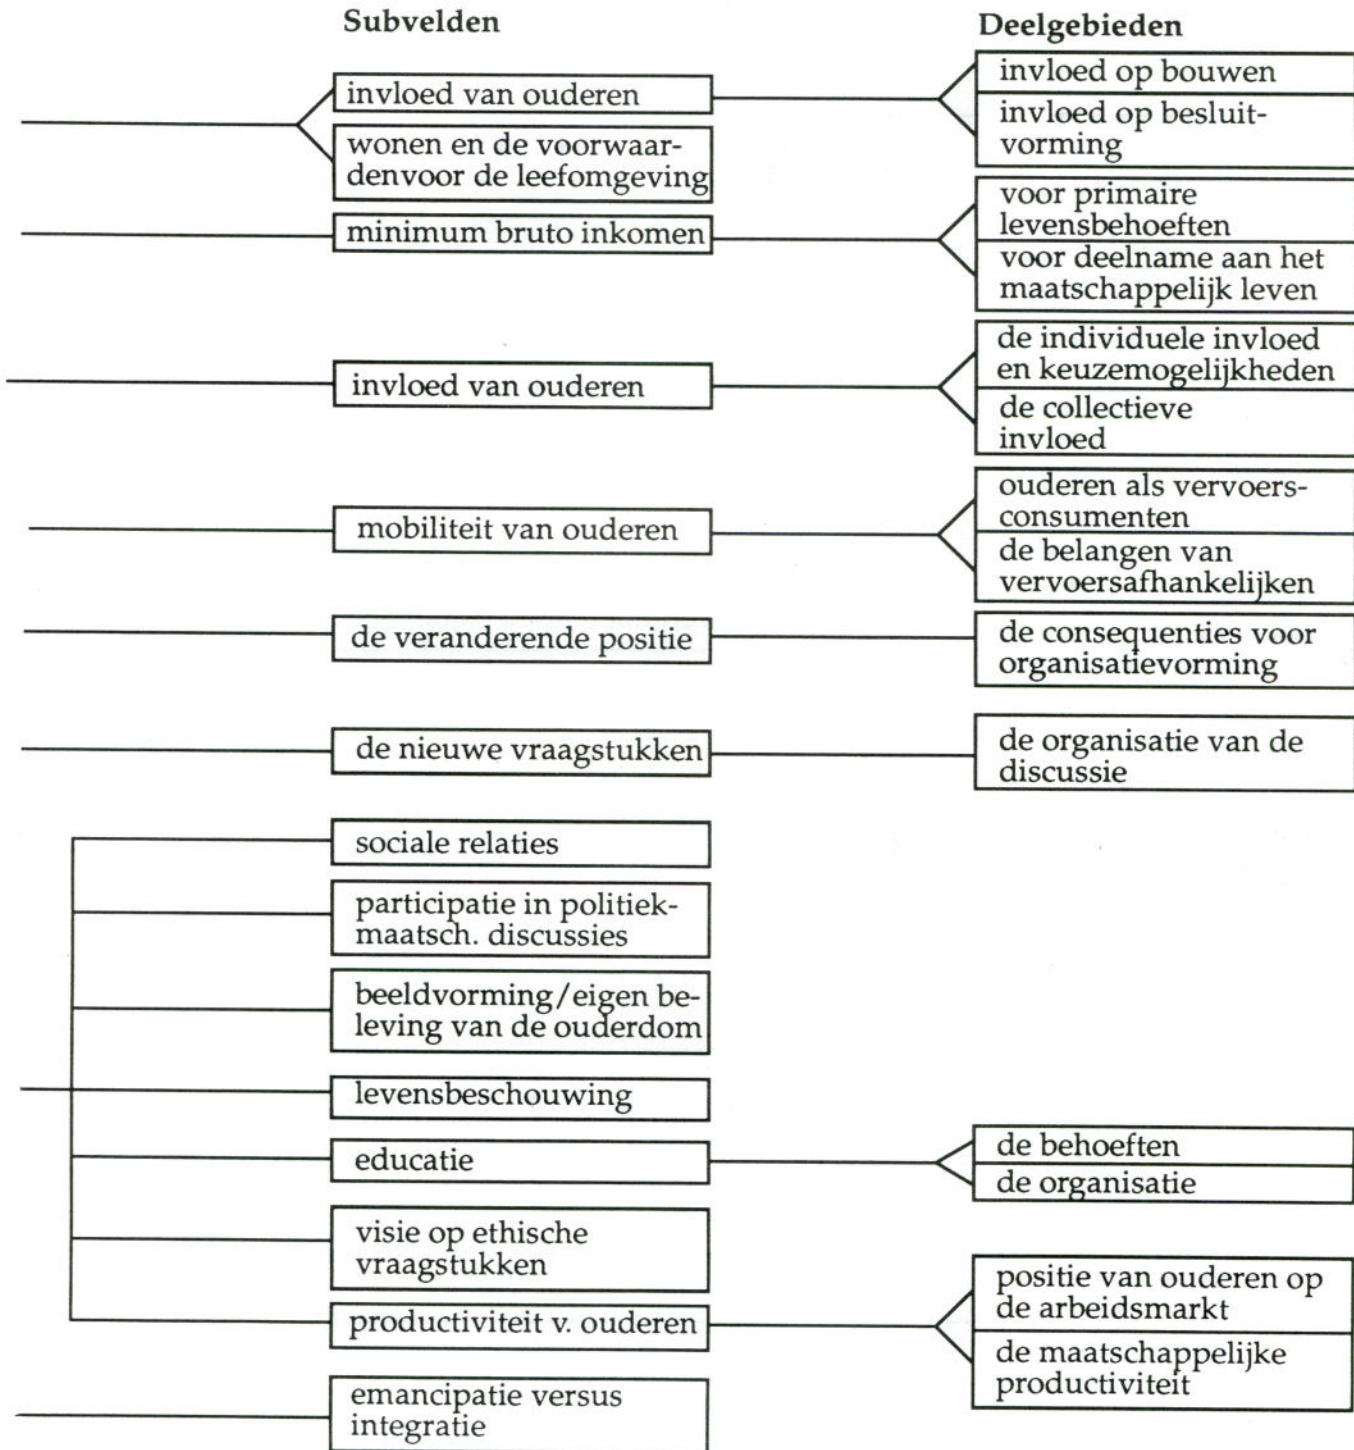 Subvelden
Deelgebieden
invloed van ouderen
invloed op bouwen
invloed op besluit-
vorming
wonen en de voorwaar-
denvoor de leefomgeving
minimum bruto inkomen
voor primaire
levensbehoeften
voor deelname aan het
maatschappelijk leven
invloed van ouderen
de individuele invloed
en keuzemogelijkheden
de collectieve
invloed
mobiliteit van ouderen
ouderen als vervoers-
consumenten
de belangen van
vervoersafhankelijken
de veranderende positie
de consequenties voor
organisatievorming
de nieuwe vraagstukken
de organisatie van de
discussie
sociale relaties
participatie in politiek-
maatsch. discussies
beeldvorming/eigen be-
leving van de ouderdom
levensbeschouwing
educatie
de behoeften
de organisatie
visie op ethische
vraagstukken
productiviteit v. ouderen
positie van ouderen op
de arbeidsmarkt
de maatschappelijke
productiviteit
emancipatie versus
integratie